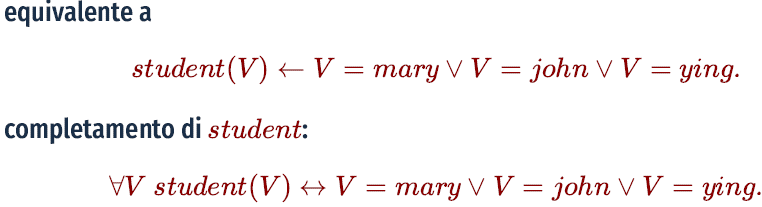 equivalente a
student(V) ← V = mary ∨ V = john ∨ V = ying.
completamento di student:
∀V student(V) ↔ V = mary ∨ V = john ∨ V = ying.